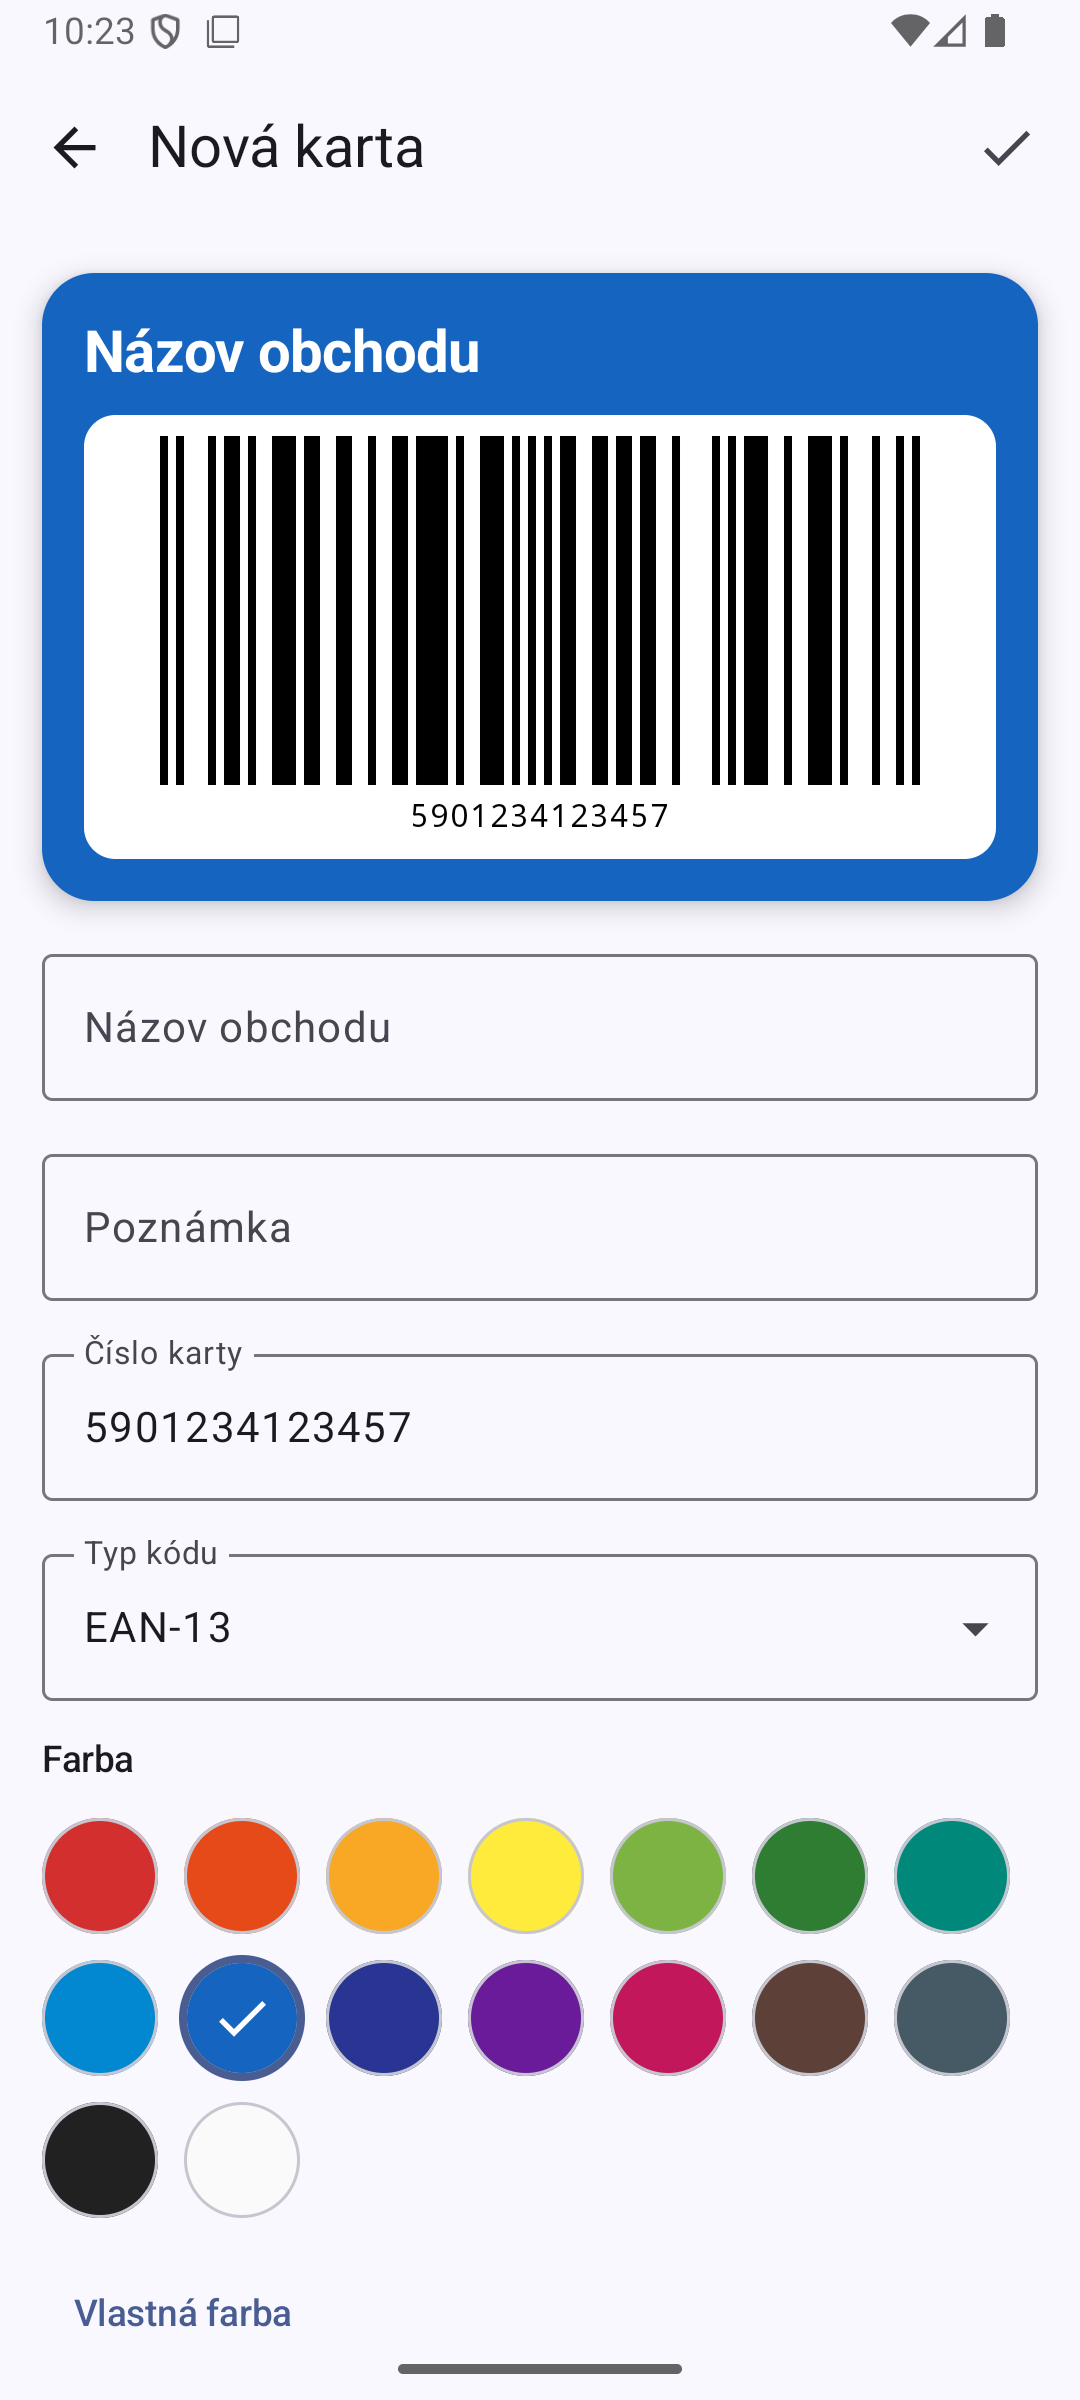 10:23
Nová karta
Názov obchodu
5901234123457
Názov obchodu
Poznámka
Číslo karty
5901234123457
Typ kódu
EAN-13
Farba
Vlastná farba